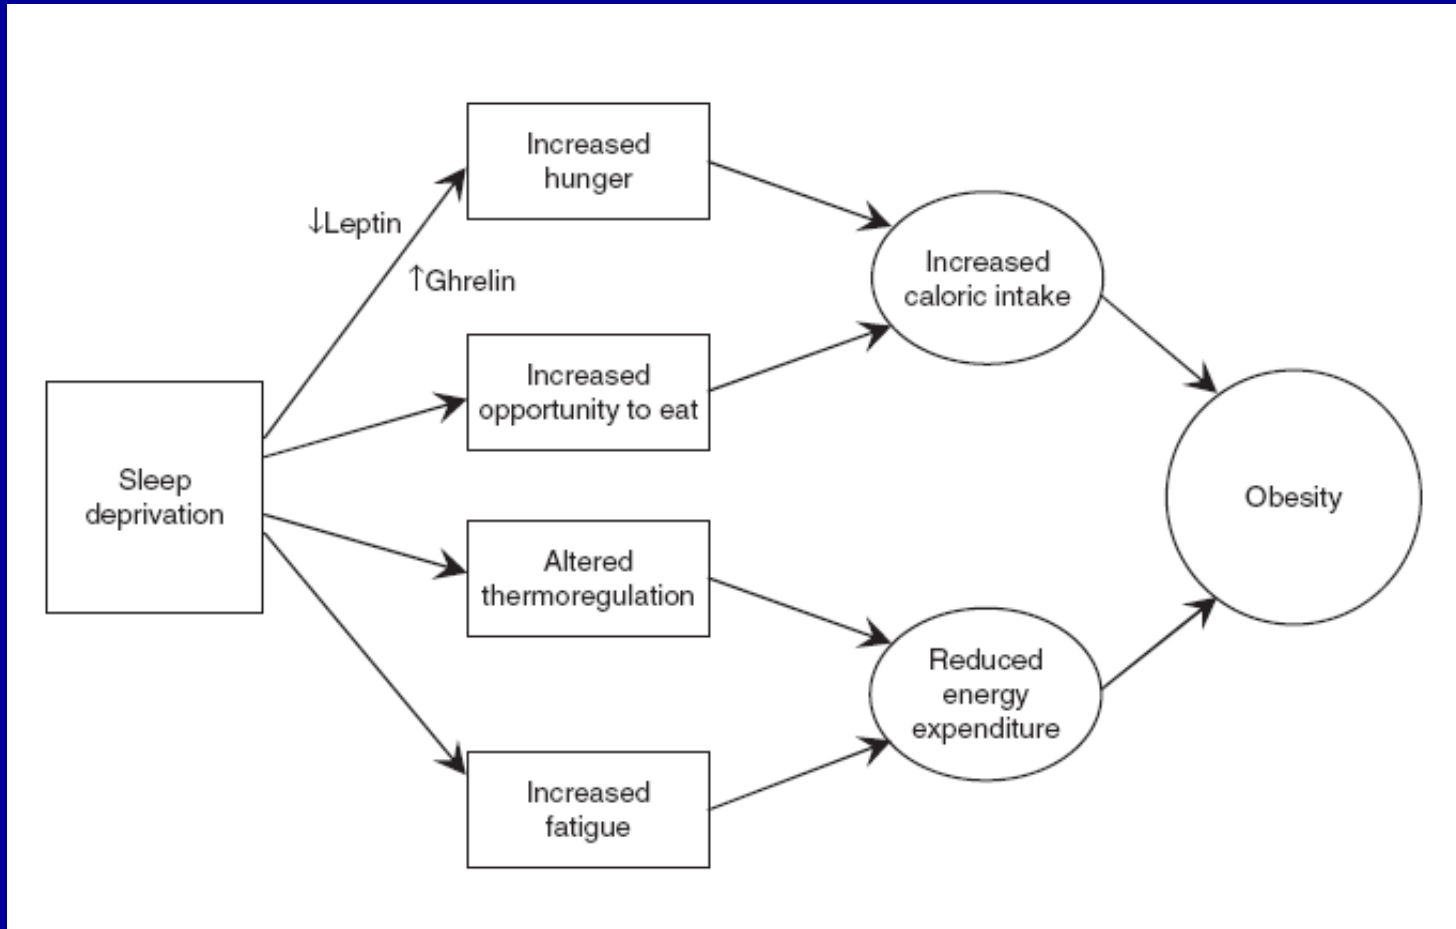 Increased
hunger
↓Leptin
↑Ghrelin
Increased
caloric intake
Increased
opportunity to eat
Sleep
deprivation
Obesity
Altered
thermoregulation
Reduced
energy
expenditure
Increased
fatigue